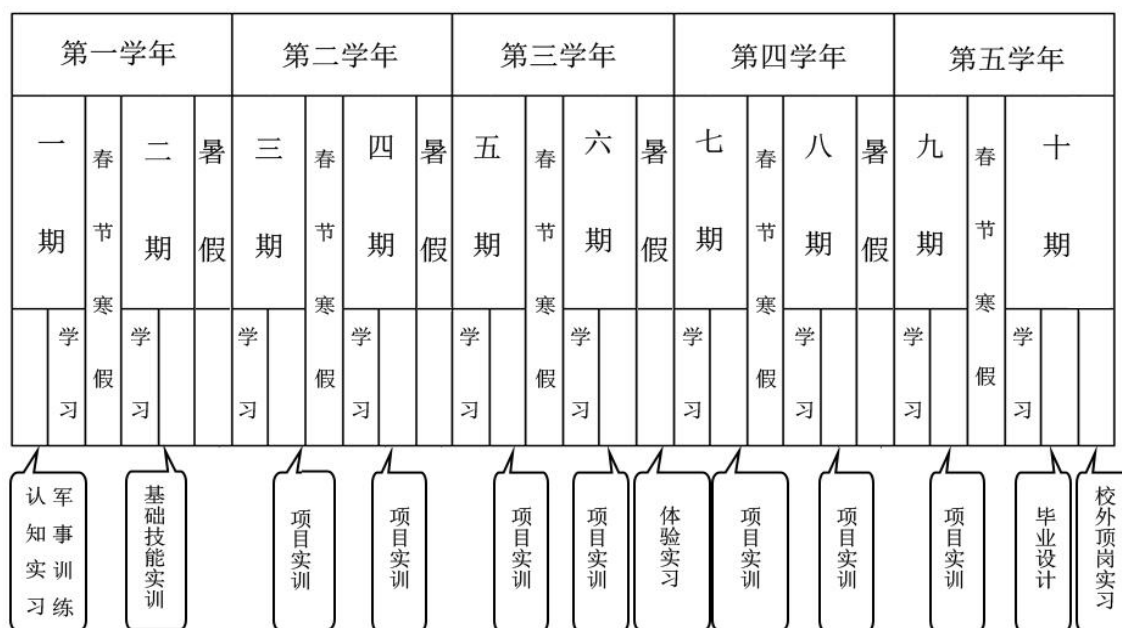 第一学年 第二学年 第三学年 第四学年 第五学年
一期 春节寒假 二期 暑假 三期 春节寒假 四期 暑假 五期 春节寒假 六期 暑假 七期 春节寒假 八期 暑假 九期 春节寒假 十期
学习 学习 学习 学习 学习 学习 学习 学习 学习 学习
军事训练
认知实习
基础技能实训
项目实训
项目实训
项目实训
项目实训
体验实习
项目实训
项目实训
项目实训
毕业设计
校外顶岗实习